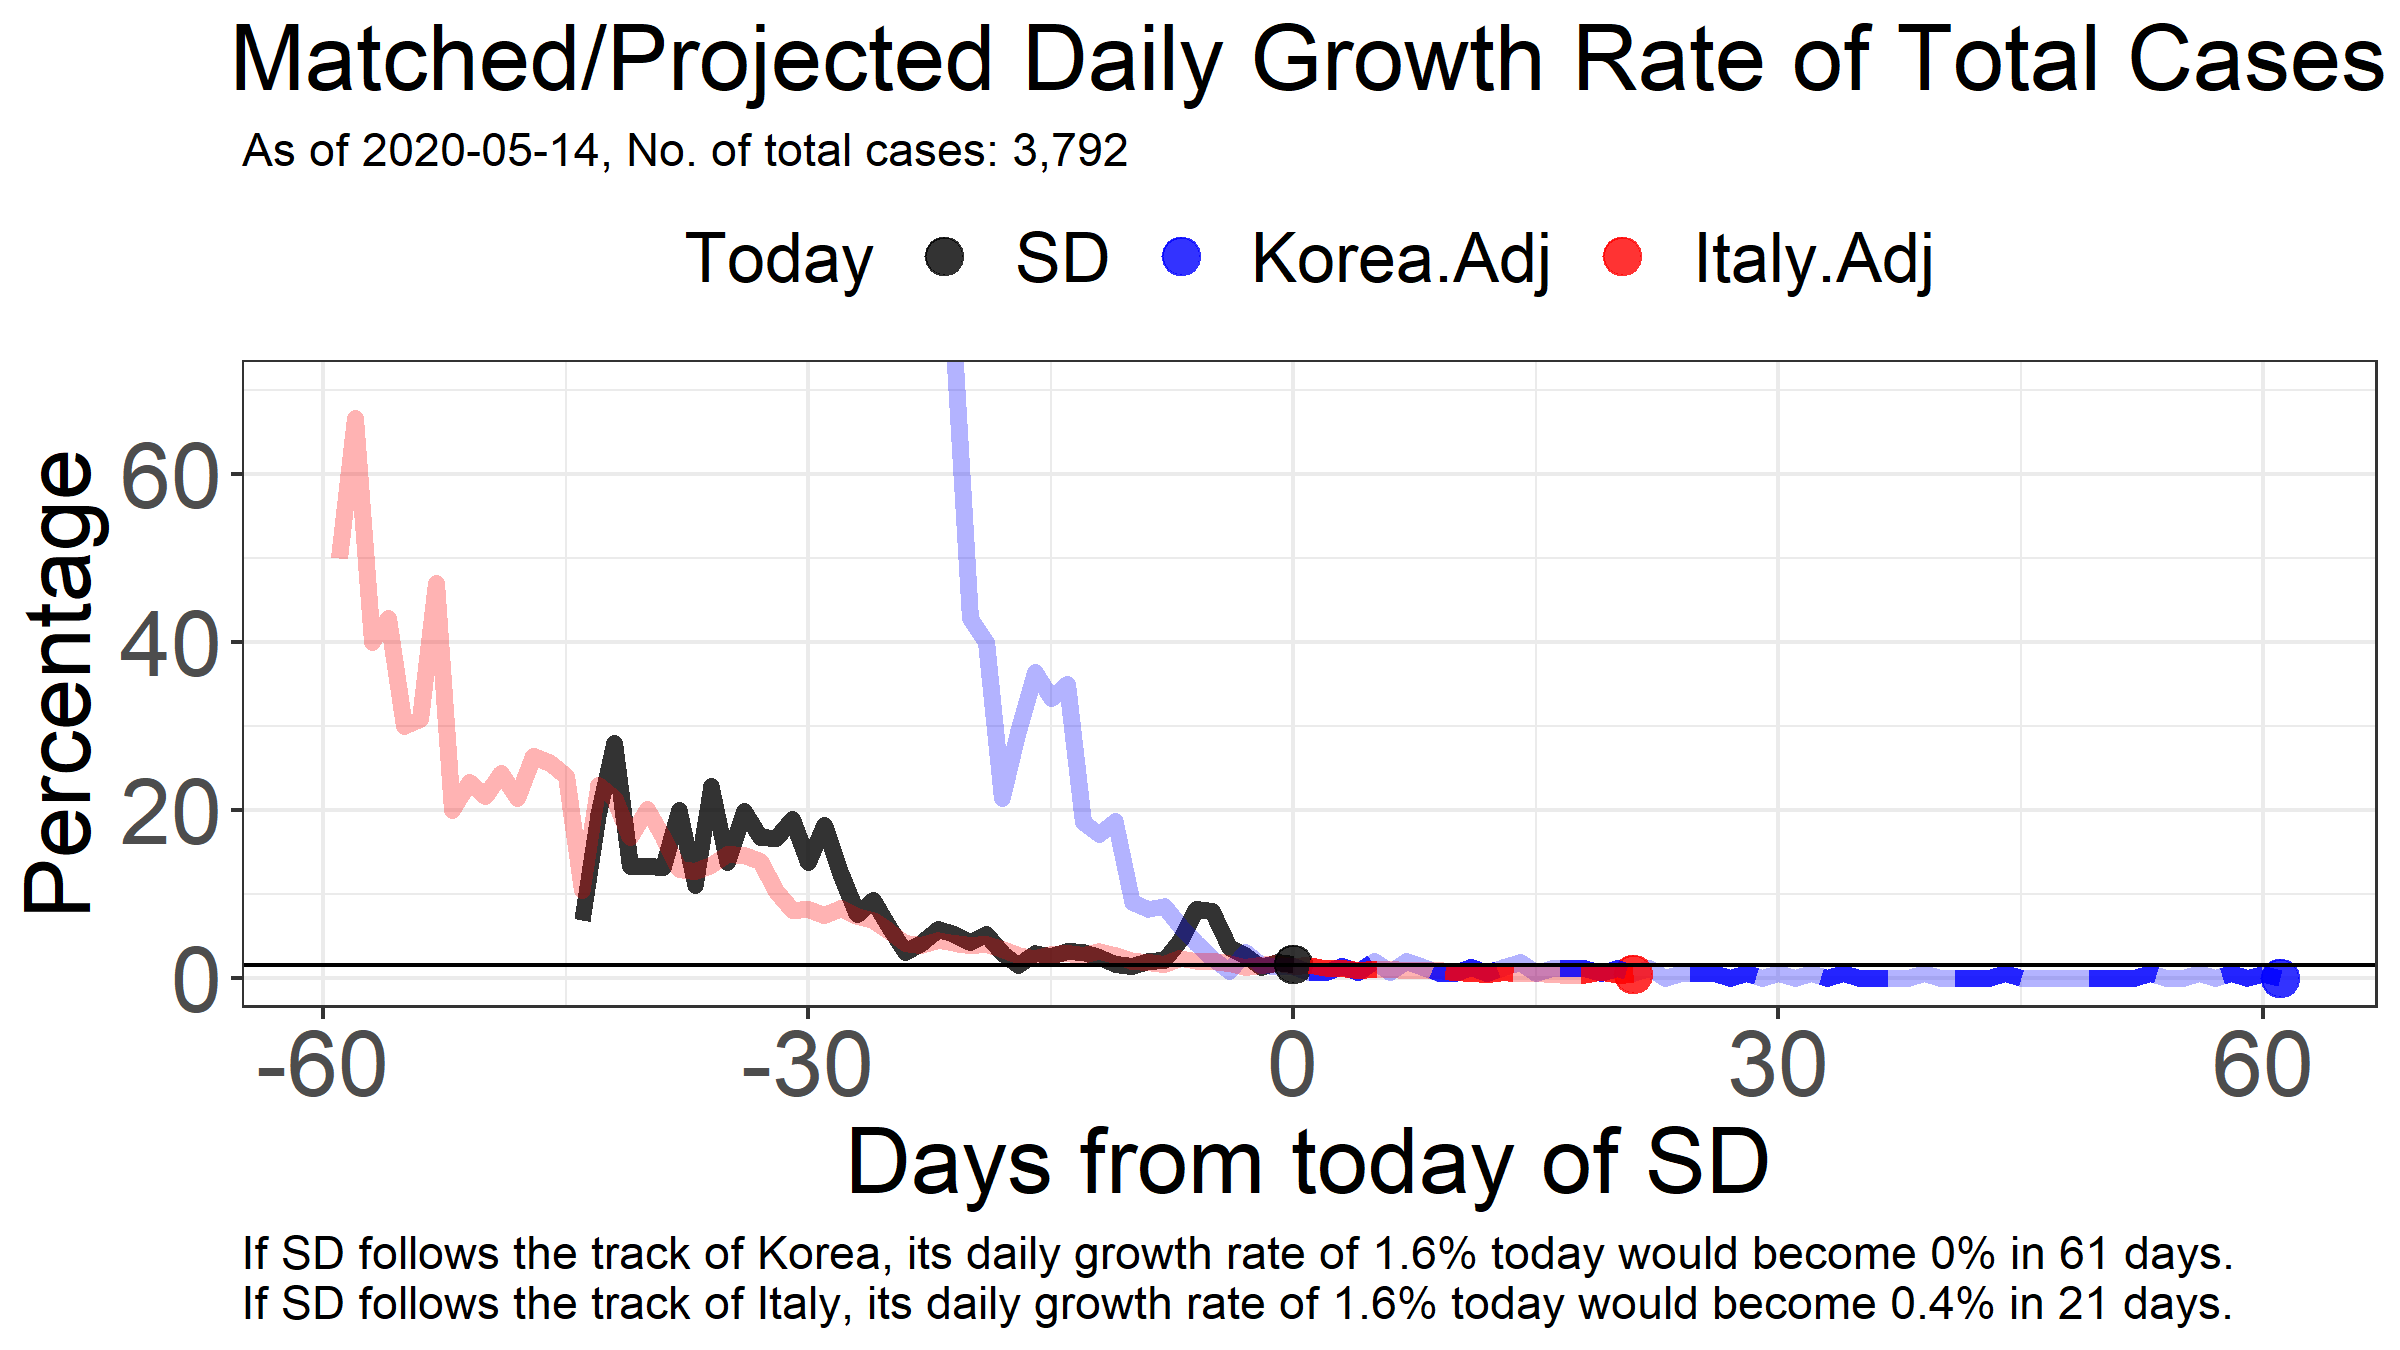 Matched/Projected Daily Growth Rate of Total Cases
As of 2020-05-14, No. of total cases: 3,792
Today SD Korea.Adj Italy.Adj
Percentage
60
40
20
0
-60 -30 0 30 60
Days from today of SD
If SD follows the track of Korea, its daily growth rate of 1.6% today would become 0% in 61 days.
If SD follows the track of Italy, its daily growth rate of 1.6% today would become 0.4% in 21 days.